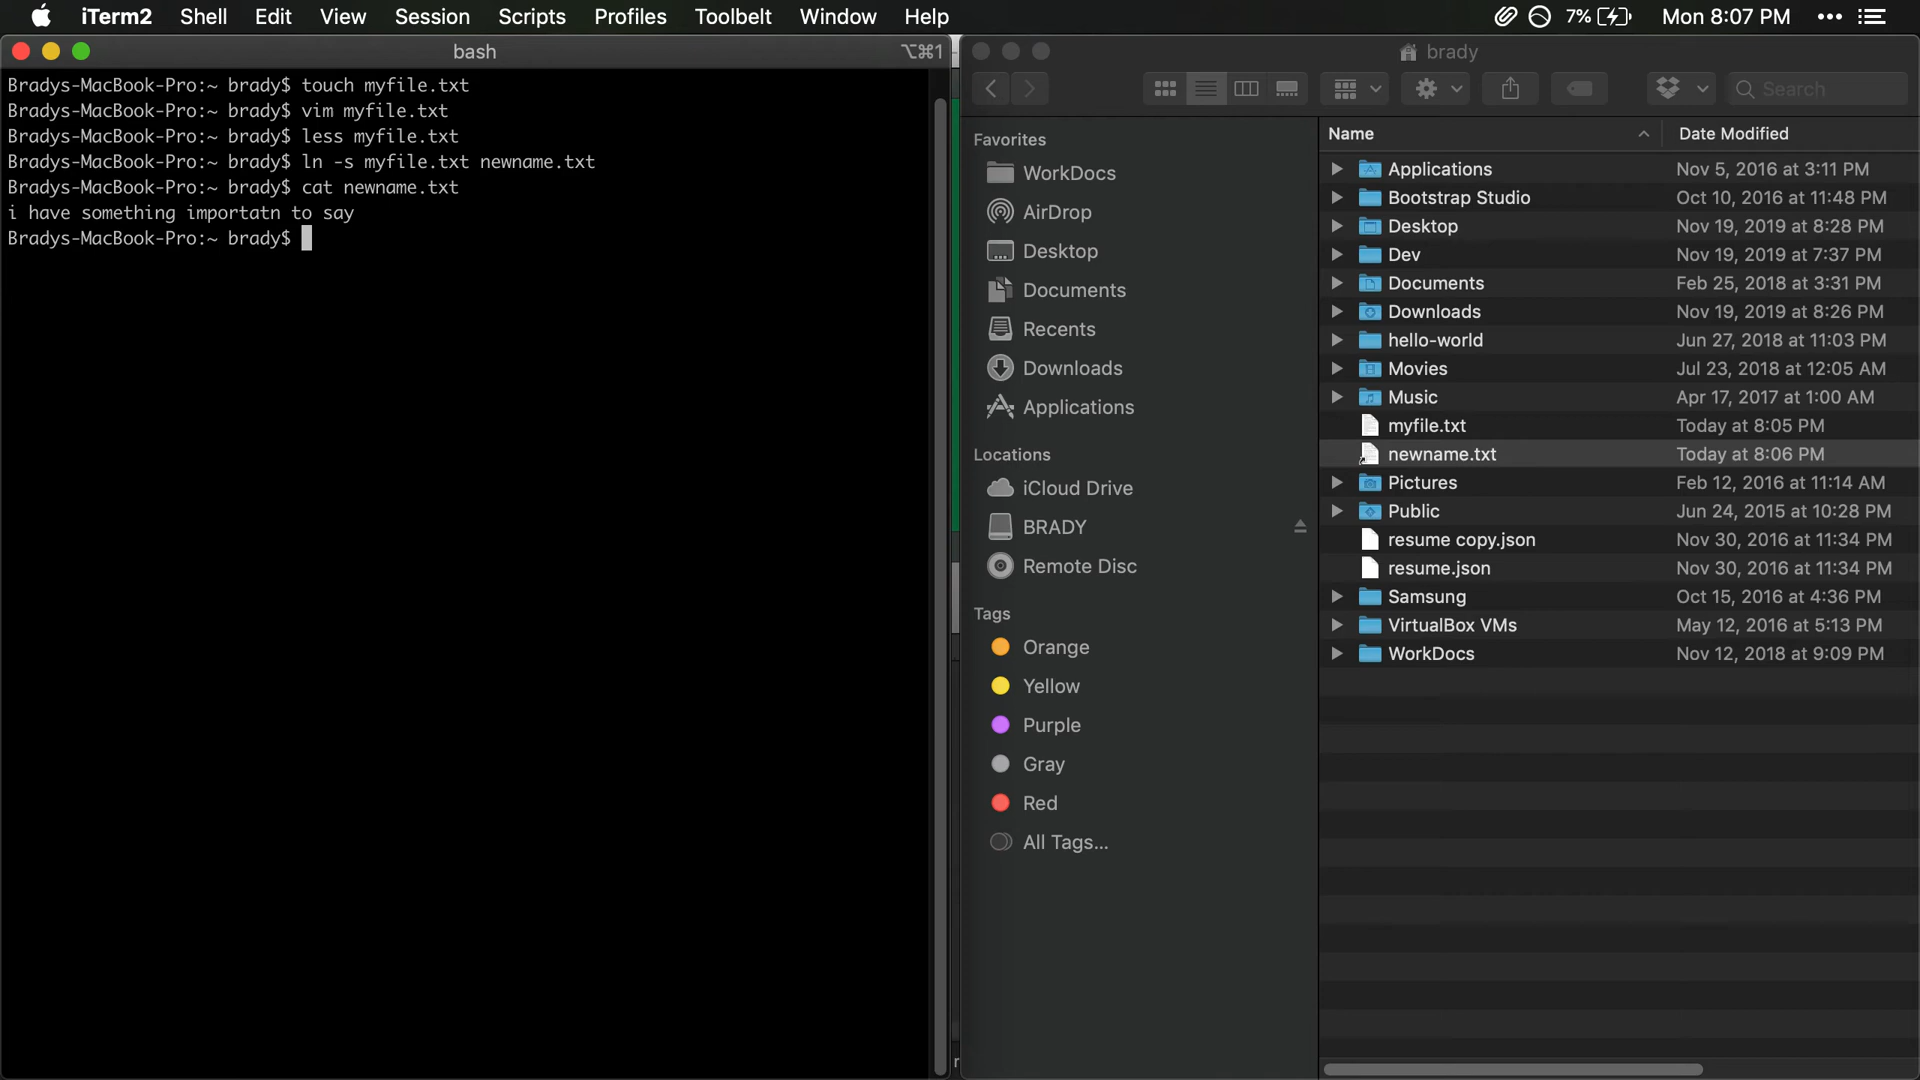 iTerm2 Shell Edit View Session Scripts Profiles Toolbelt Window Help 7% Mon 8:07 PM
bash ⌥⌘1
Bradys-MacBook-Pro:~ brady$ touch myfile.txt
Bradys-MacBook-Pro:~ brady$ vim myfile.txt
Bradys-MacBook-Pro:~ brady$ less myfile.txt
Bradys-MacBook-Pro:~ brady$ ln -s myfile.txt newname.txt
Bradys-MacBook-Pro:~ brady$ cat newname.txt
i have something importatn to say
Bradys-MacBook-Pro:~ brady$
brady
Search
Favorites
WorkDocs
AirDrop
Desktop
Documents
Recents
Downloads
Applications
Locations
iCloud Drive
BRADY
Remote Disc
Tags
Orange
Yellow
Purple
Gray
Red
All Tags...
Name Date Modified
Applications Nov 5, 2016 at 3:11 PM
Bootstrap Studio Oct 10, 2016 at 11:48 PM
Desktop Nov 19, 2019 at 8:28 PM
Dev Nov 19, 2019 at 7:37 PM
Documents Feb 25, 2018 at 3:31 PM
Downloads Nov 19, 2019 at 8:26 PM
hello-world Jun 27, 2018 at 11:03 PM
Movies Jul 23, 2018 at 12:05 AM
Music Apr 17, 2017 at 1:00 AM
myfile.txt Today at 8:05 PM
newname.txt Today at 8:06 PM
Pictures Feb 12, 2016 at 11:14 AM
Public Jun 24, 2015 at 10:28 PM
resume copy.json Nov 30, 2016 at 11:34 PM
resume.json Nov 30, 2016 at 11:34 PM
Samsung Oct 15, 2016 at 4:36 PM
VirtualBox VMs May 12, 2016 at 5:13 PM
WorkDocs Nov 12, 2018 at 9:09 PM